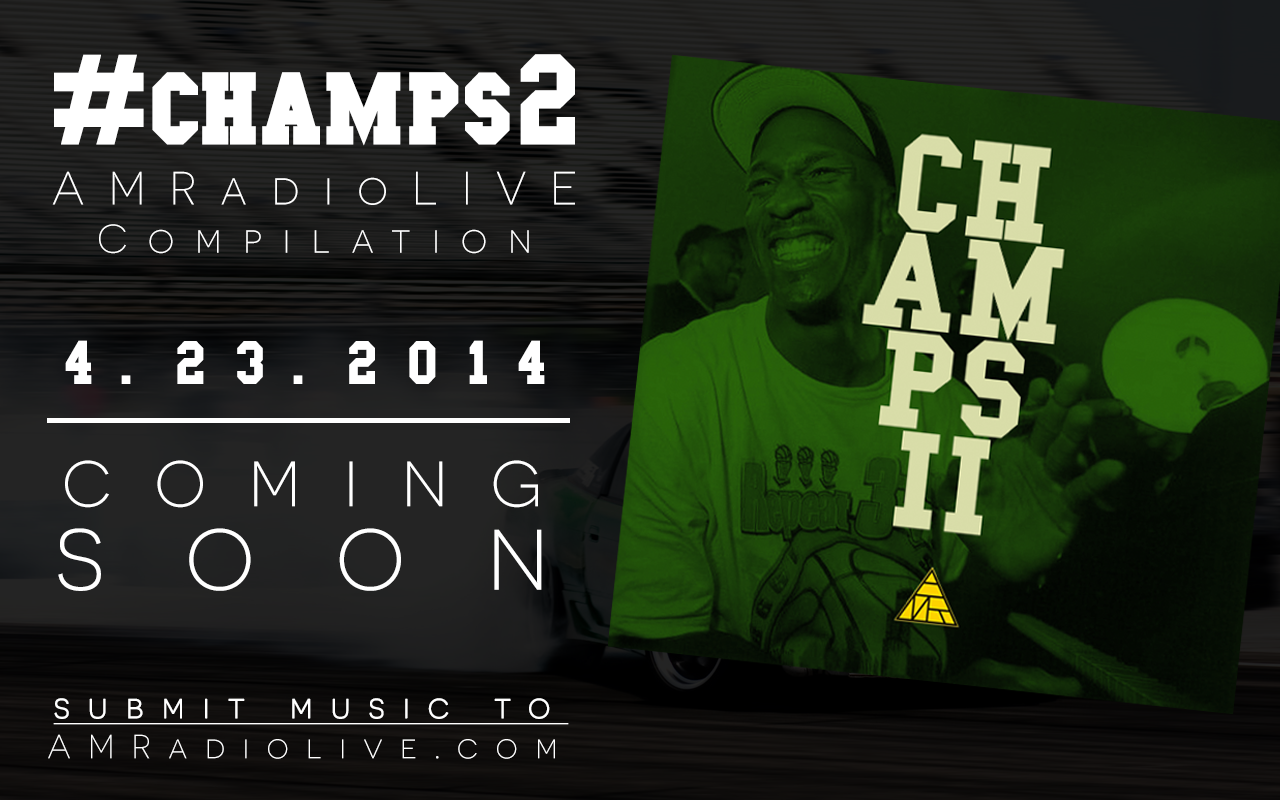 #CHAMPS2
AMRADIOLIVE
COMPILATION
4.23.2014
COMING
SOON
SUBMIT MUSIC TO
AMRADIOLIVE.COM
CH
AM
PS
II
Repeat 3